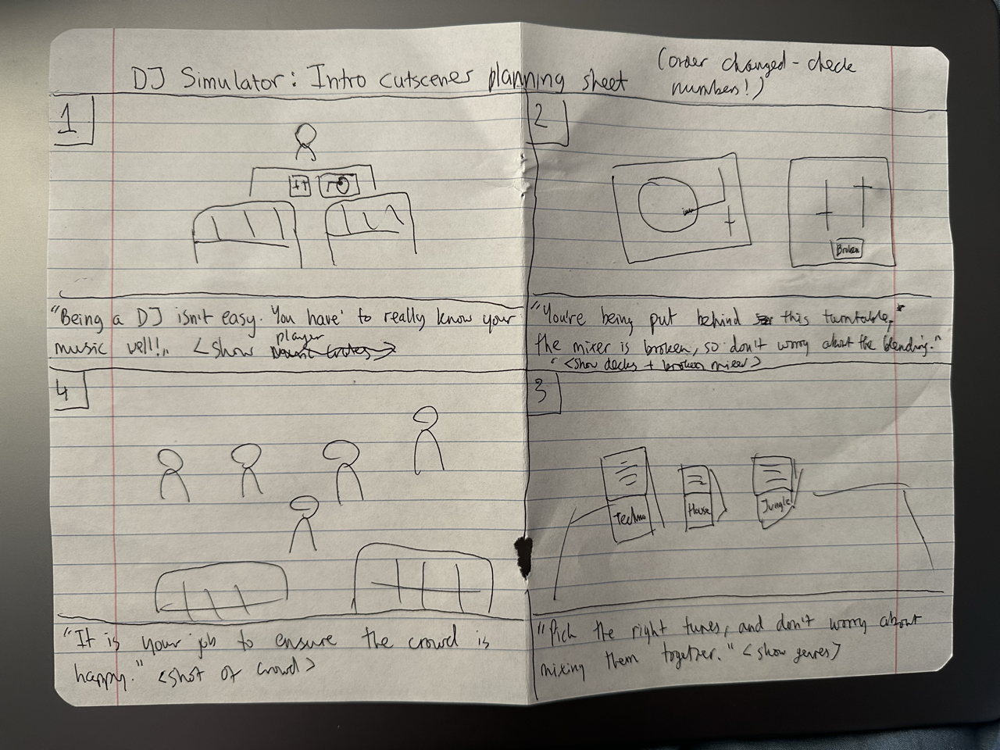 DJ Simulator: Intro cutscenes planning sheet
(order changed - check
numbers!)
1
"Being a DJ isn't easy. You have to really know your
music well!" <show player
2
Broken
"You're being put behind this turntable,
the mixer is broken, so don't worry about the blending."
<show decks + broken mixer>
3
Techno
House
Jungle
"Pick the right tunes, and don't worry about
mixing them together." <show genres>
4
"It is your job to ensure the crowd is
happy." <shot of crowd>